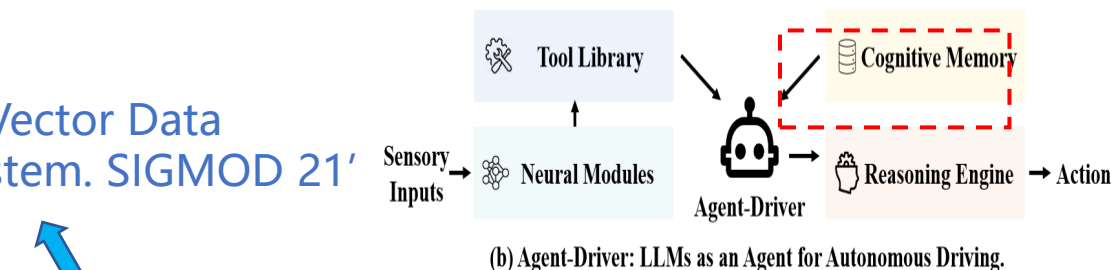 Vector Data
stem. SIGMOD 21'
Tool Library
Cognitive Memory
Sensory
Inputs
Neural Modules
Agent-Driver
Reasoning Engine
Action
(b) Agent-Driver: LLMs as an Agent for Autonomous Driving.